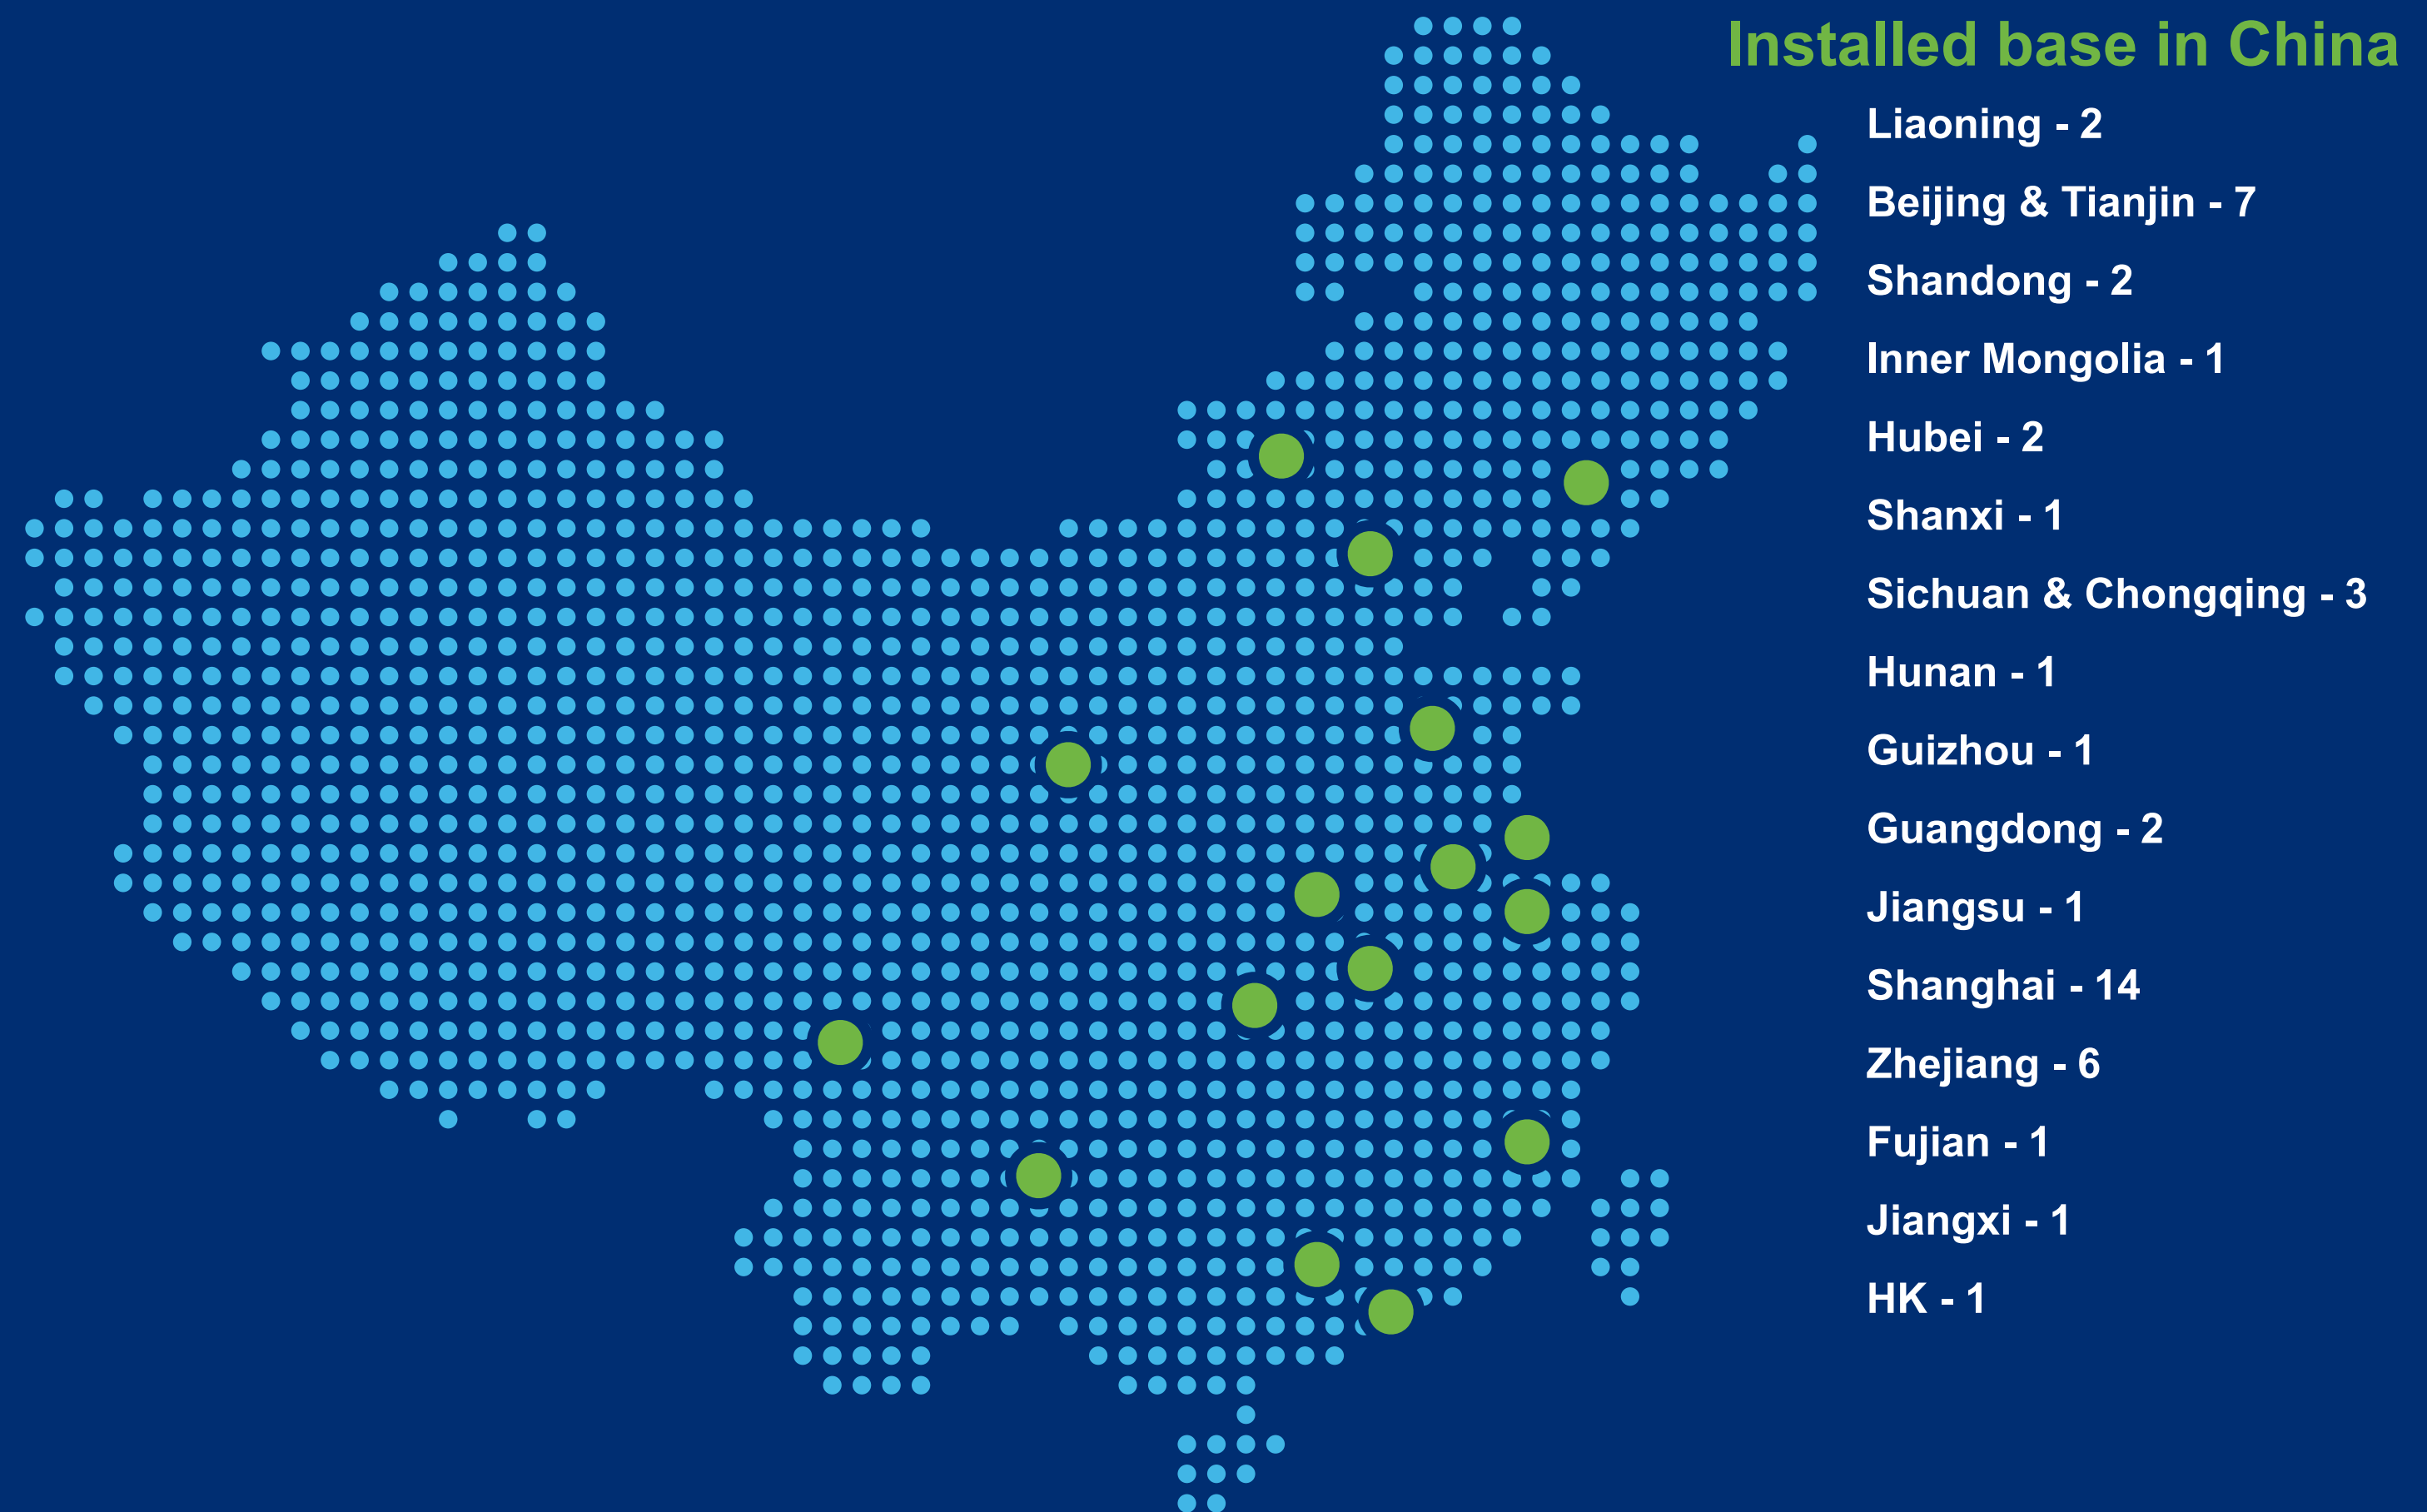 Installed base in China
Liaoning - 2
Beijing & Tianjin - 7
Shandong - 2
Inner Mongolia - 1
Hubei - 2
Shanxi - 1
Sichuan & Chongqing - 3
Hunan - 1
Guizhou - 1
Guangdong - 2
Jiangsu - 1
Shanghai - 14
Zhejiang - 6
Fujian - 1
Jiangxi - 1
HK - 1